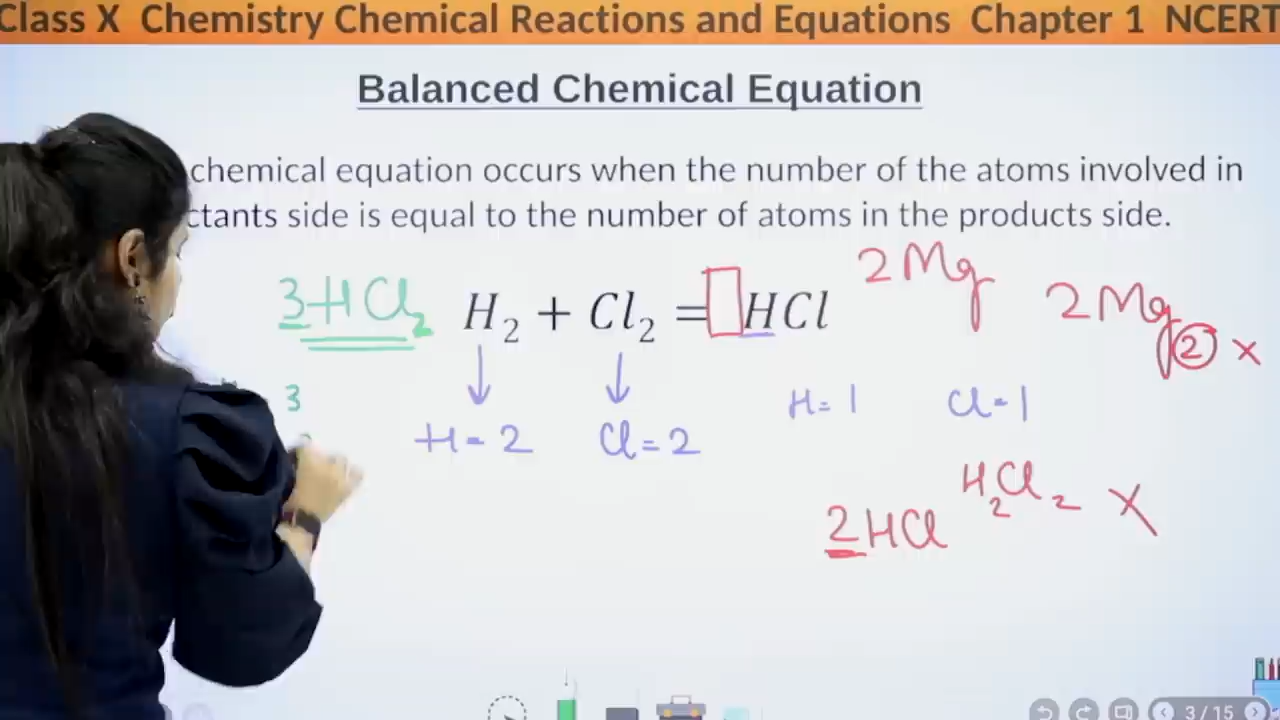 Class X Chemistry Chemical Reactions and Equations Chapter 1 NCERT
Balanced Chemical Equation
chemical equation occurs when the number of the atoms involved in
ctants side is equal to the number of atoms in the products side.
3HCl₂
H₂ + Cl₂ = HCl
2Mg
2Mg₂ ×
3
H = 2
Cl = 2
H = 1
Cl = 1
2HCl
H₂Cl₂ ×
3 / 15